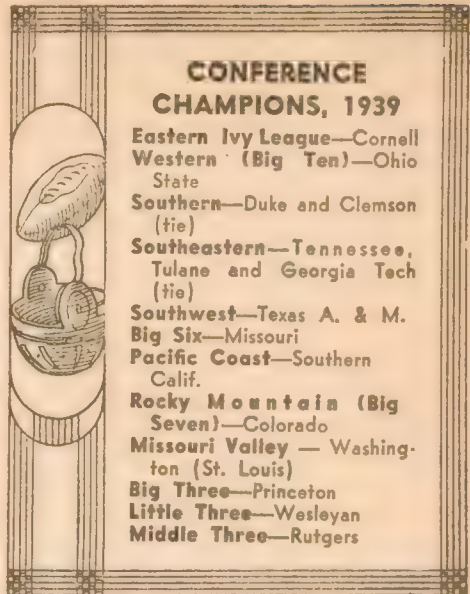 CONFERENCE
CHAMPIONS, 1939
Eastern Ivy League—Cornell
Western (Big Ten)—Ohio
State
Southern—Duke and Clemson
(tie)
Southeastern—Tennessee,
Tulane and Georgia Tech
(tie)
Southwest—Texas A. & M.
Big Six—Missouri
Pacific Coast—Southern
Calif.
Rocky Mountain (Big
Seven)—Colorado
Missouri Valley — Washing-
ton (St. Louis)
Big Three—Princeton
Little Three—Wesleyan
Middle Three—Rutgers